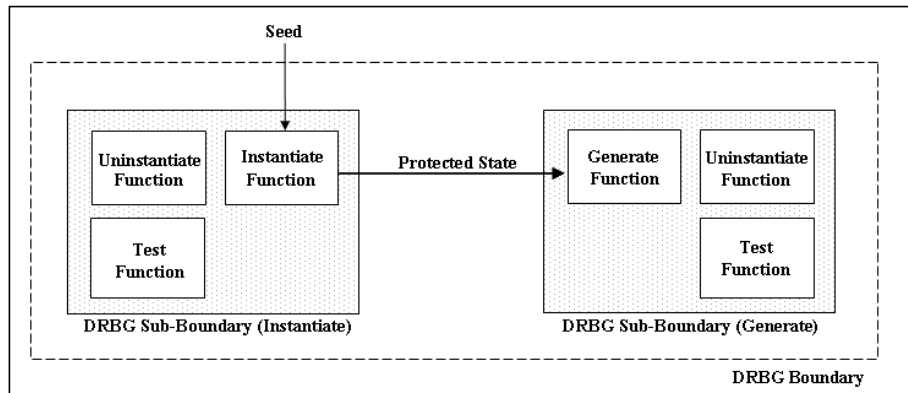 Seed
Uninstantiate
Function
Instantiate
Function
Test
Function
DRBG Sub-Boundary (Instantiate)
Protected State
Generate
Function
Uninstantiate
Function
Test
Function
DRBG Sub-Boundary (Generate)
DRBG Boundary